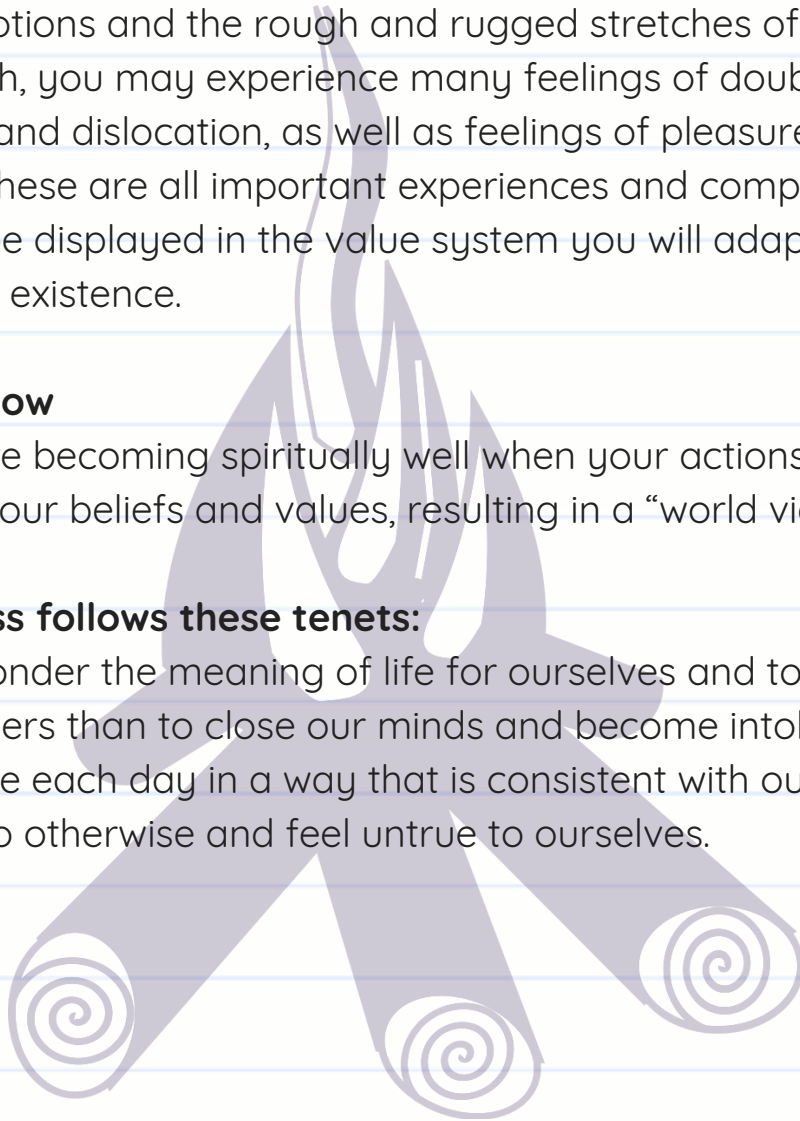 otions and the rough and rugged stretches of
h, you may experience many feelings of doub
and dislocation, as well as feelings of pleasure
hese are all important experiences and comp
e displayed in the value system you will adap
existence.
ow
e becoming spiritually well when your actions
our beliefs and values, resulting in a “world vi
ss follows these tenets:
onder the meaning of life for ourselves and to
ers than to close our minds and become intol
e each day in a way that is consistent with ou
o otherwise and feel untrue to ourselves.